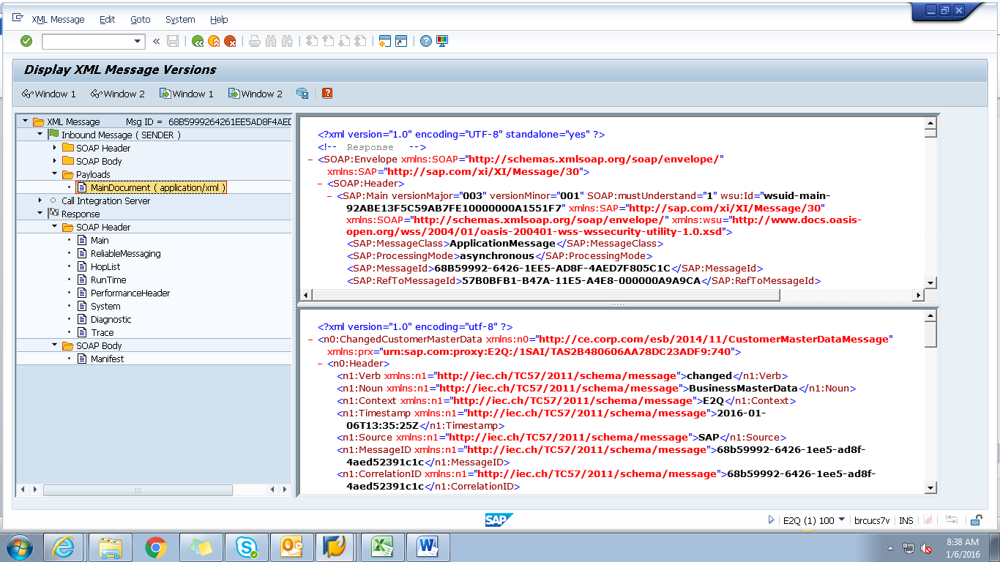 XML Message Edit Goto System Help
Display XML Message Versions
Window 1 Window 2 Window 1 Window 2
XML Message Msg ID = 68B5999264261EE5AD8F4AED
Inbound Message ( SENDER )
SOAP Header
SOAP Body
Payloads
MainDocument ( application/xml )
Call Integration Server
Response
SOAP Header
Main
ReliableMessaging
HopList
RunTime
PerformanceHeader
System
Diagnostic
Trace
SOAP Body
Manifest
<?xml version="1.0" encoding="UTF-8" standalone="yes" ?>
<!-- Response -->
- <SOAP:Envelope xmlns:SOAP="http://schemas.xmlsoap.org/soap/envelope/"
xmlns:SAP="http://sap.com/xi/XI/Message/30">
- <SOAP:Header>
- <SAP:Main versionMajor="003" versionMinor="001" SOAP:mustUnderstand="1" wsu:Id="wsuid-main-
92ABE13F5C59AB7FE10000000A1551F7" xmlns:SAP="http://sap.com/xi/XI/Message/30"
xmlns:SOAP="http://schemas.xmlsoap.org/soap/envelope/" xmlns:wsu="http://www.docs.oasis-
open.org/wss/2004/01/oasis-200401-wss-wssecurity-utility-1.0.xsd">
<SAP:MessageClass>ApplicationMessage</SAP:MessageClass>
<SAP:ProcessingMode>asynchronous</SAP:ProcessingMode>
<SAP:MessageId>68B59992-6426-1EE5-AD8F-4AED7F805C1C</SAP:MessageId>
<SAP:RefToMessageId>57B0BFB1-B47A-11E5-A4E8-000000A9A9CA</SAP:RefToMessageId>
<?xml version="1.0" encoding="utf-8" ?>
- <n0:ChangedCustomerMasterData xmlns:n0="http://ce.corp.com/esb/2014/11/CustomerMasterDataMessage"
xmlns:prx="urn:sap.com:proxy:E2Q:/1SAI/TAS2B480606AA78DC23ADF9:740">
- <n0:Header>
<n1:Verb xmlns:n1="http://iec.ch/TC57/2011/schema/message">changed</n1:Verb>
<n1:Noun xmlns:n1="http://iec.ch/TC57/2011/schema/message">BusinessMasterData</n1:Noun>
<n1:Context xmlns:n1="http://iec.ch/TC57/2011/schema/message">E2Q</n1:Context>
<n1:Timestamp xmlns:n1="http://iec.ch/TC57/2011/schema/message">2016-01-
06T13:35:25Z</n1:Timestamp>
<n1:Source xmlns:n1="http://iec.ch/TC57/2011/schema/message">SAP</n1:Source>
<n1:MessageID xmlns:n1="http://iec.ch/TC57/2011/schema/message">68b59992-6426-1ee5-ad8f-
4aed52391c1c</n1:MessageID>
<n1:CorrelationID xmlns:n1="http://iec.ch/TC57/2011/schema/message">68b59992-6426-1ee5-ad8f-
4aed52391c1c</n1:CorrelationID>
SAP
E2Q (1) 100 brcucs7v INS
8:38 AM
1/6/2016